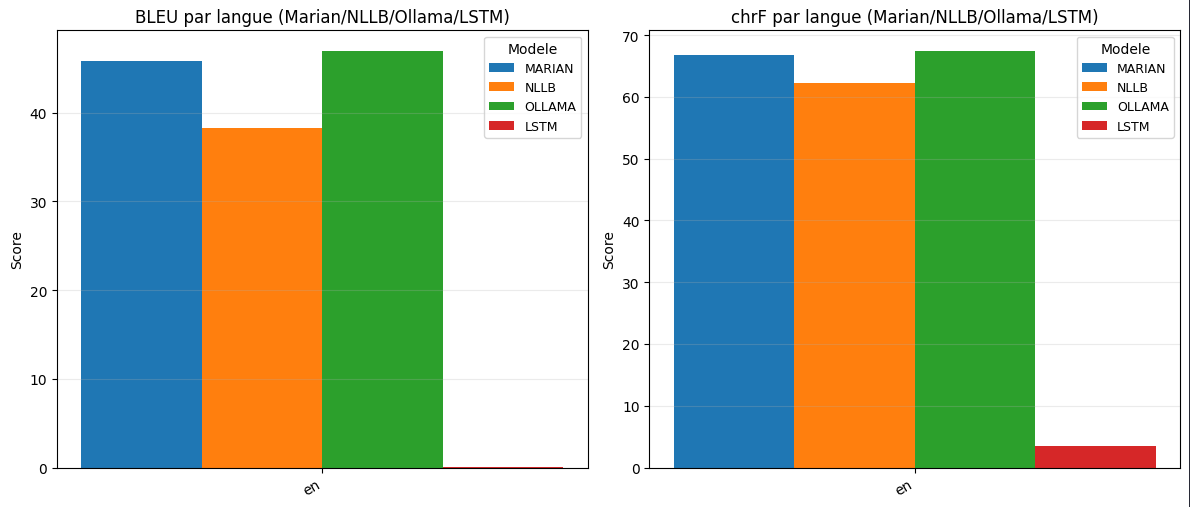 BLEU par langue (Marian/NLLB/Ollama/LSTM)
Score
40
30
20
10
0
en
Modele
MARIAN
NLLB
OLLAMA
LSTM
chrF par langue (Marian/NLLB/Ollama/LSTM)
Score
70
60
50
40
30
20
10
0
en
Modele
MARIAN
NLLB
OLLAMA
LSTM